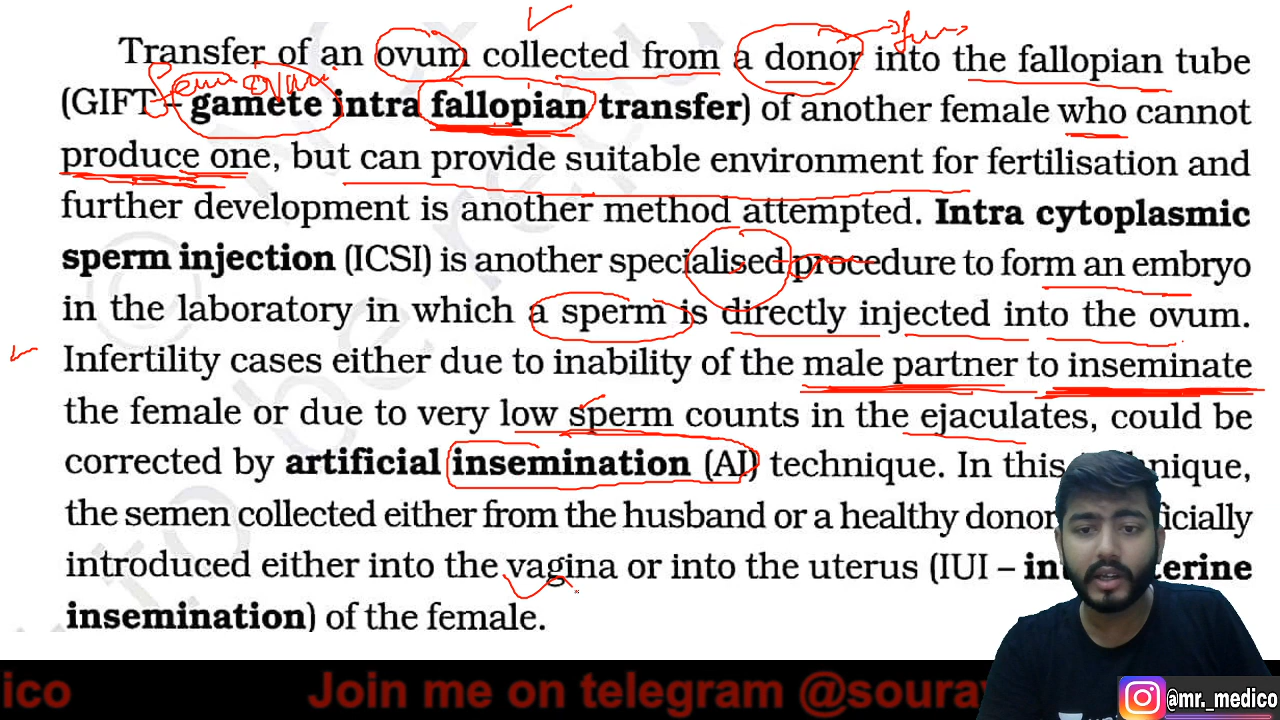 Transfer of an ovum collected from a donor into the fallopian tube
(GIFT – gamete intra fallopian transfer) of another female who cannot
produce one, but can provide suitable environment for fertilisation and
further development is another method attempted. Intra cytoplasmic
sperm injection (ICSI) is another specialised procedure to form an embryo
in the laboratory in which a sperm is directly injected into the ovum.
Infertility cases either due to inability of the male partner to inseminate
the female or due to very low sperm counts in the ejaculates, could be
corrected by artificial insemination (AI) technique. In this
the semen collected either from the husband or a healthy donor
introduced either into the vagina or into the uterus (IUI –
insemination) of the female.
ico Join me on telegram @sourav
@mr._medico